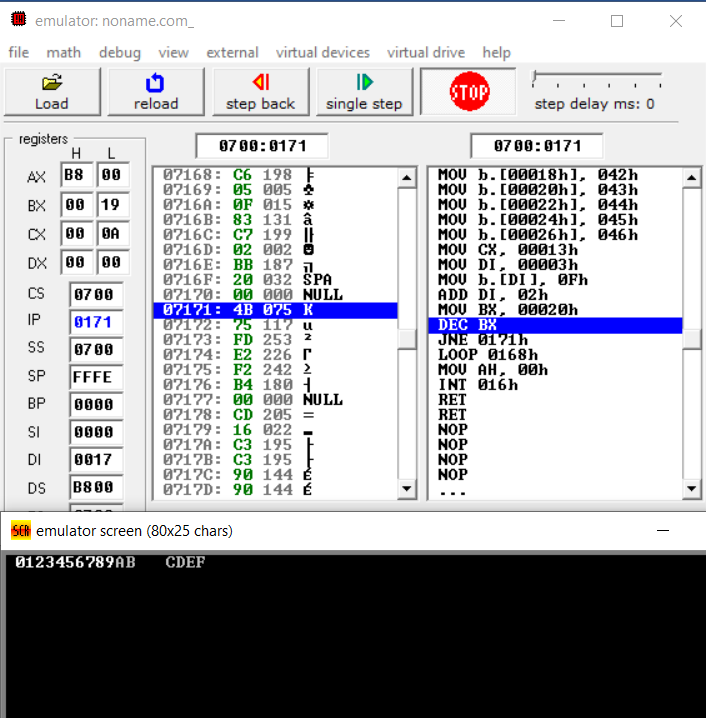 emulator: noname.com_
file math debug view external virtual devices virtual drive help
Load reload step back single step STOP step delay ms: 0
registers
H L
AX B8 00
BX 00 19
CX 00 0A
DX 00 00
CS 0700
IP 0171
SS 0700
SP FFFE
BP 0000
SI 0000
DI 0017
DS B800
0700:0171
07168: C6 198 ╞
07169: 05 005 ♣
0716A: 0F 015 ☼
0716B: 83 131 â
0716C: C7 199 ╟
0716D: 02 002 ☻
0716E: BB 187 ╗
0716F: 20 032 SPA
07170: 00 000 NULL
07171: 4B 075 K
07172: 75 117 u
07173: FD 253 ²
07174: E2 226 Γ
07175: F2 242 ≥
07176: B4 180 ┤
07177: 00 000 NULL
07178: CD 205 ═
07179: 16 022 ▬
0717A: C3 195 ├
0717B: C3 195 ├
0717C: 90 144 É
0717D: 90 144 É
0700:0171
MOV b.[00018h], 042h
MOV b.[00020h], 043h
MOV b.[00022h], 044h
MOV b.[00024h], 045h
MOV b.[00026h], 046h
MOV CX, 00013h
MOV DI, 00003h
MOV b.[DI], 0Fh
ADD DI, 02h
MOV BX, 00020h
DEC BX
JNE 0171h
LOOP 0168h
MOV AH, 00h
INT 016h
RET
RET
NOP
NOP
NOP
NOP
...
SCR emulator screen (80x25 chars)
0123456789AB CDEF